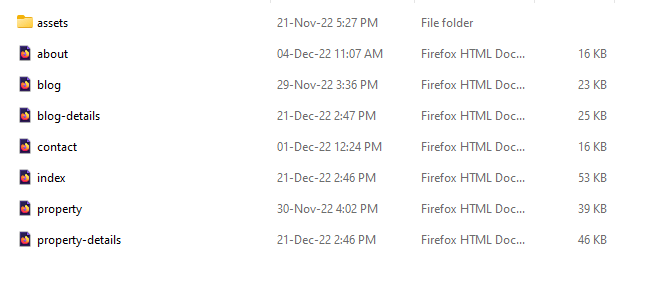 assets 21-Nov-22 5:27 PM File folder
about 04-Dec-22 11:07 AM Firefox HTML Doc... 16 KB
blog 29-Nov-22 3:36 PM Firefox HTML Doc... 23 KB
blog-details 21-Dec-22 2:47 PM Firefox HTML Doc... 25 KB
contact 01-Dec-22 12:24 PM Firefox HTML Doc... 16 KB
index 21-Dec-22 2:46 PM Firefox HTML Doc... 53 KB
property 30-Nov-22 4:02 PM Firefox HTML Doc... 39 KB
property-details 21-Dec-22 2:46 PM Firefox HTML Doc... 46 KB